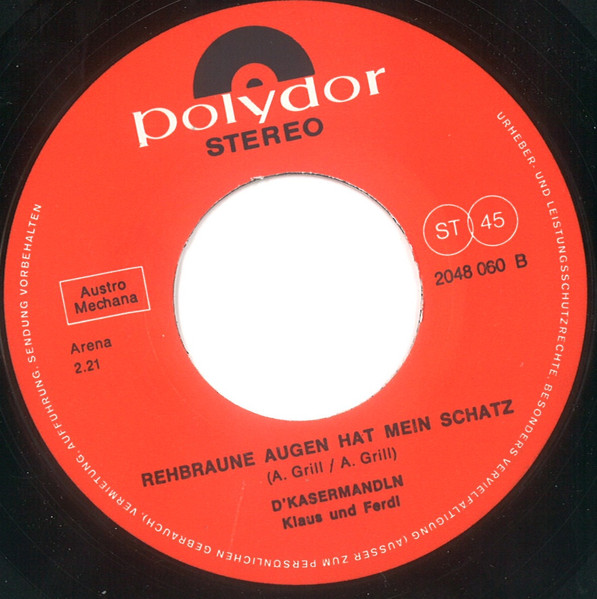 polydor
STEREO
ST 45
2048 060 B
Austro
Mechana
Arena
2.21
REHBRAUNE AUGEN HAT MEIN SCHATZ
(A. Grill / A. Grill)
D'KASERMANDLN
Klaus und Ferdl
URHEBER- UND LEISTUNGSSCHUTZRECHTE, BESONDERS VERVIELFÄLTIGUNG (AUSSER ZUM PERSÖNLICHEN GEBRAUCH), VERMIETUNG, AUFFÜHRUNG, SENDUNG VORBEHALTEN